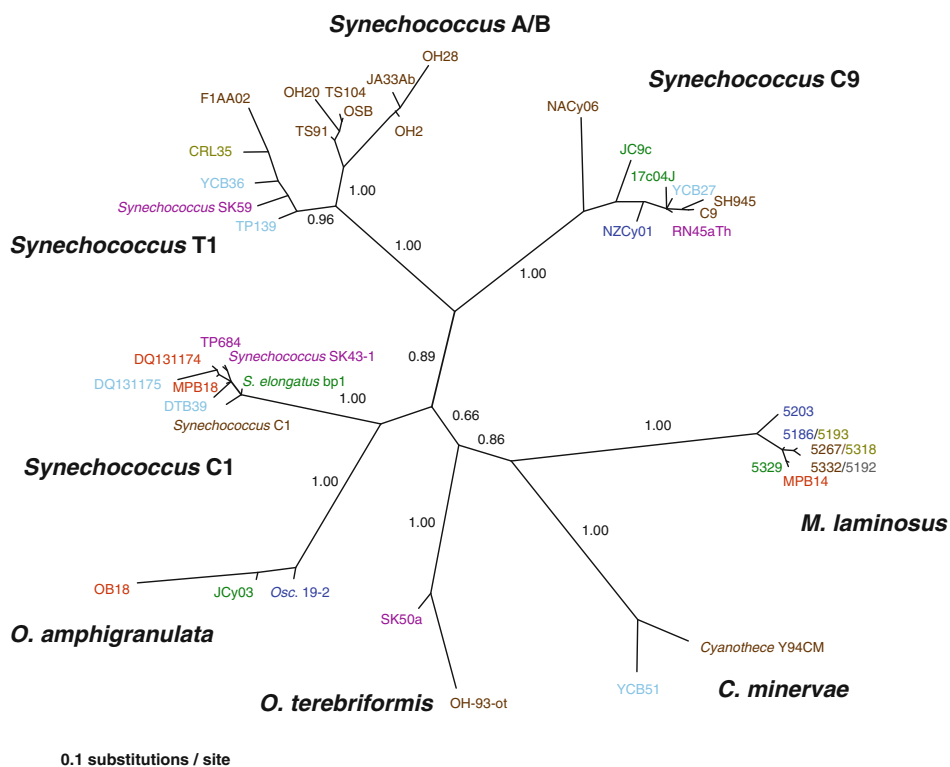 Synechococcus A/B
OH28
JA33Ab
OH20 TS104
OSB
TS91
OH2
F1AA02
CRL35
YCB36
Synechococcus SK59
TP139
Synechococcus T1
1.00
0.96
1.00
Synechococcus C9
NACy06
JC9c
17c04J
YCB27
SH945
C9
NZCy01
RN45aTh
1.00
0.89
TP684
DQ131174
Synechococcus SK43-1
DQ131175
MPB18
S. elongatus bp1
DTB39
Synechococcus C1
1.00
Synechococcus C1
0.66
0.86
1.00
5203
5186/5193
5267/5318
5329
5332/5192
MPB14
M. laminosus
1.00
OB18
JCy03
Osc. 19-2
O. amphigranulata
1.00
SK50a
OH-93-ot
O. terebriformis
1.00
Cyanothece Y94CM
YCB51
C. minervae
0.1 substitutions / site